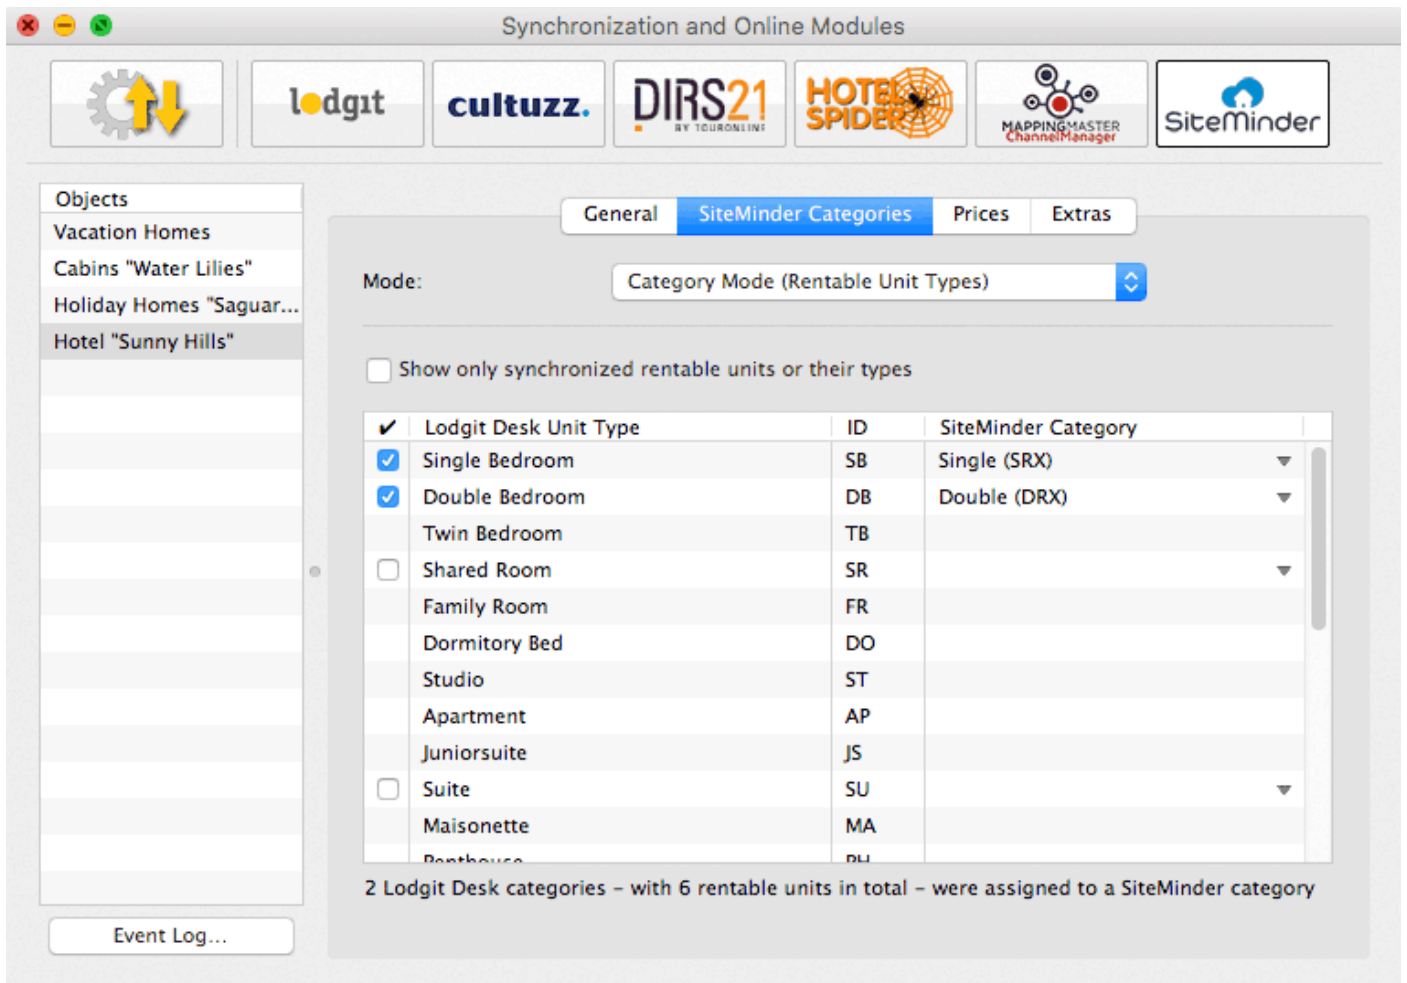 Synchronization and Online Modules
lodgit
cultuzz.
DIRS21
BY TOURONLINE
HOTEL
SPIDER
MAPPINGMASTER
ChannelManager
SiteMinder
Objects
Vacation Homes
Cabins "Water Lilies"
Holiday Homes "Saguar...
Hotel "Sunny Hills"
Event Log...
General SiteMinder Categories Prices Extras
Mode: Category Mode (Rentable Unit Types)
Show only synchronized rentable units or their types
✔ Lodgit Desk Unit Type ID SiteMinder Category
Single Bedroom SB Single (SRX)
Double Bedroom DB Double (DRX)
Twin Bedroom TB
Shared Room SR
Family Room FR
Dormitory Bed DO
Studio ST
Apartment AP
Juniorsuite JS
Suite SU
Maisonette MA
Penthouse PH
2 Lodgit Desk categories – with 6 rentable units in total – were assigned to a SiteMinder category